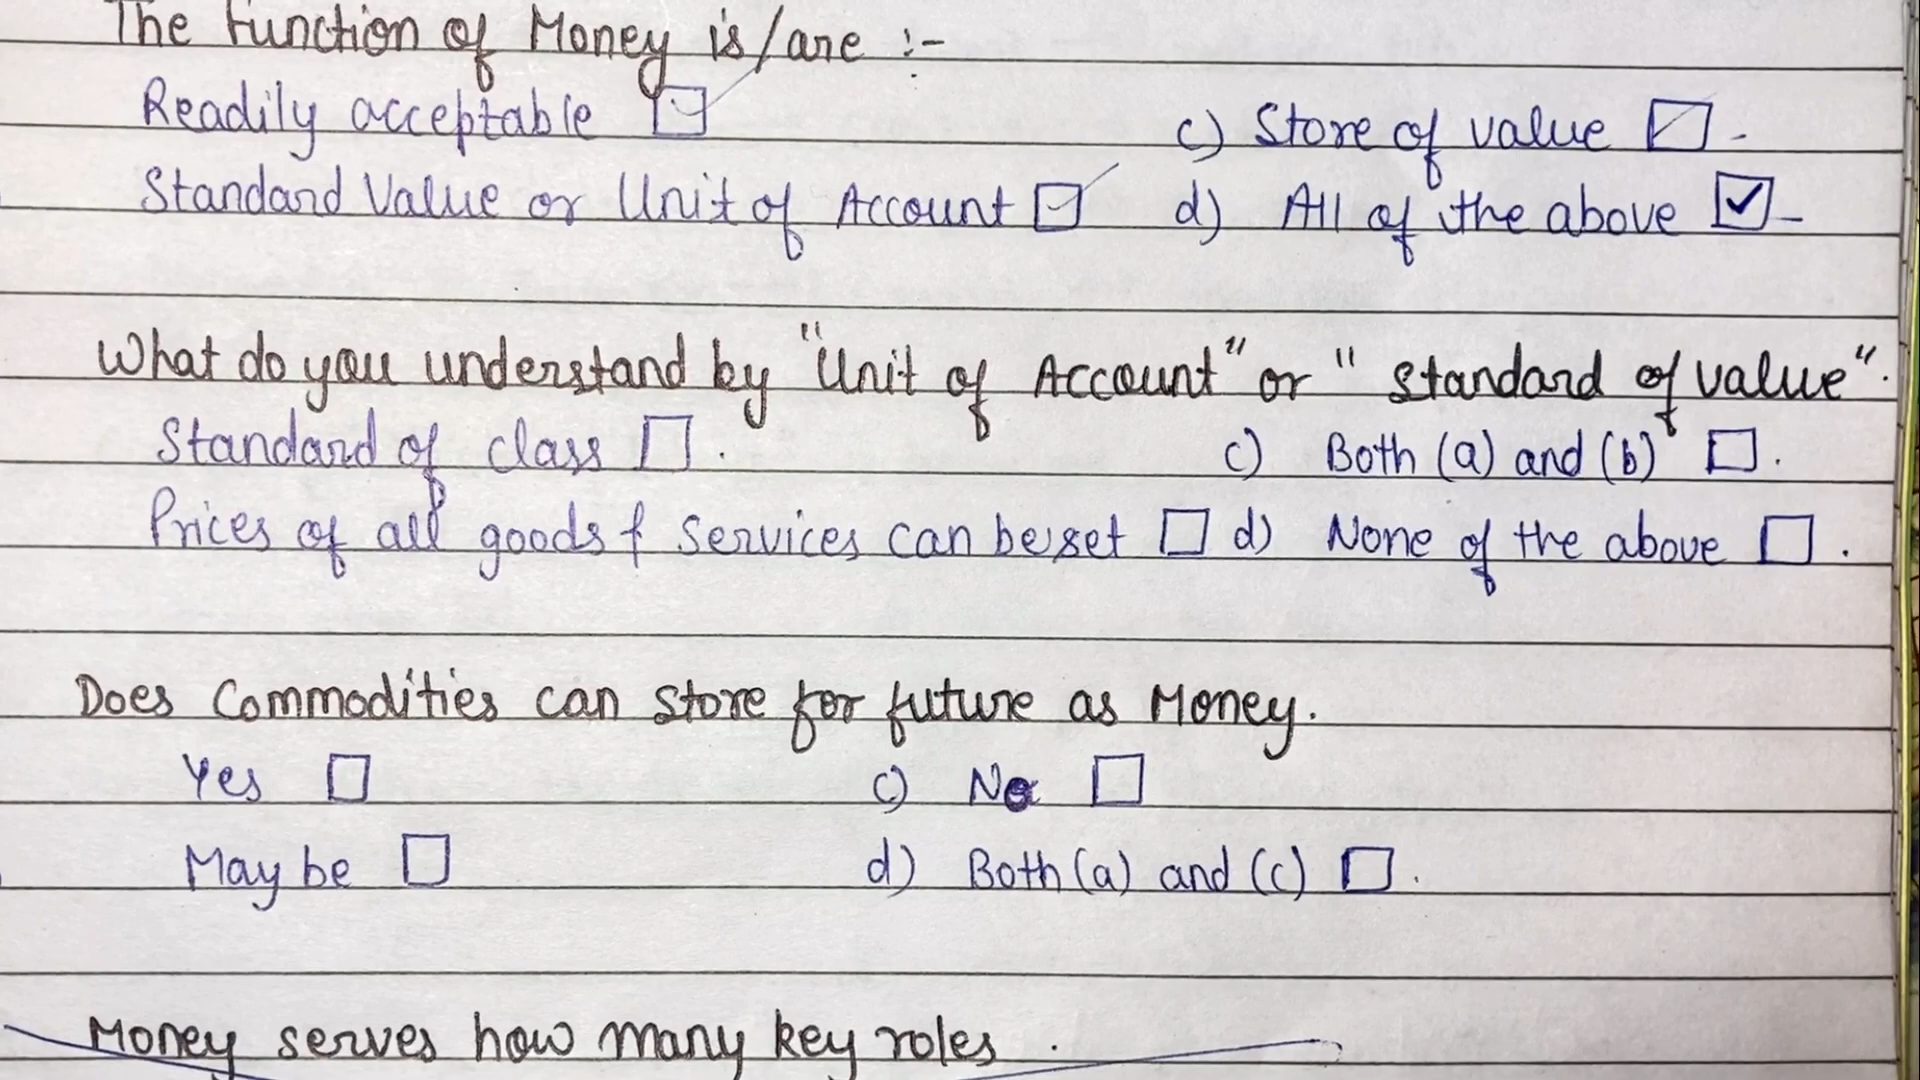 The Function of Money is/are :-
Readily acceptable c) Store of value -
Standard Value or Unit of Account d) All of the above -
What do you understand by "Unit of Account" or "Standard of value".
Standard of class . c) Both (a) and (b) .
Prices of all goods & Services can be set d) None of the above .
Does Commodities can store for future as Money.
Yes c) No
May be d) Both (a) and (c) .
Money serves how many key roles .